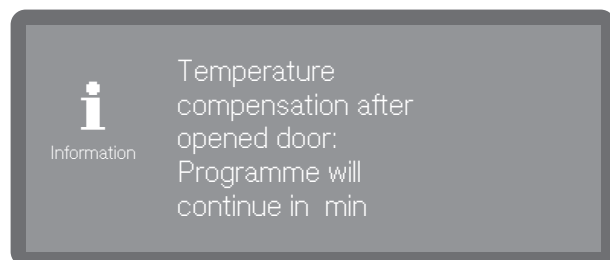 Information
Temperature
compensation after
opened door:
Programme will
continue in  min